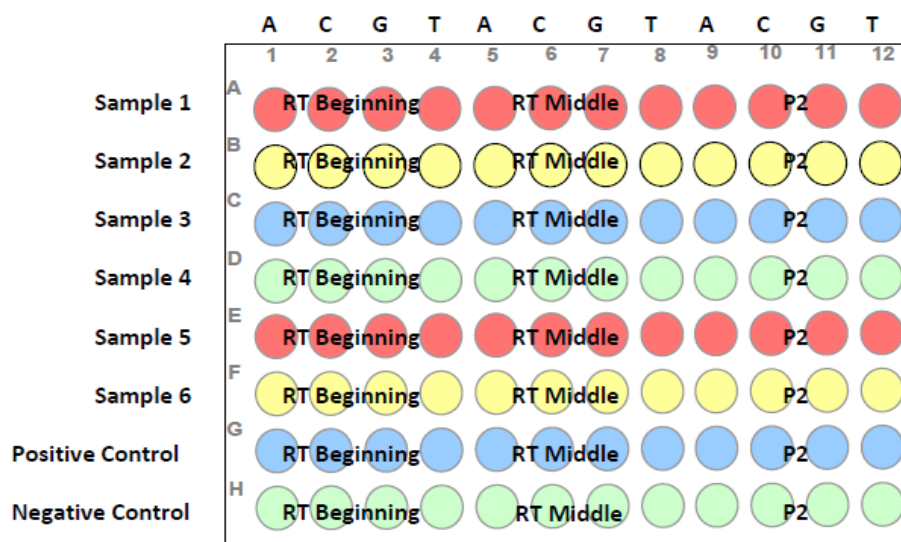 A C G T A C G T A C G T
1 2 3 4 5 6 7 8 9 10 11 12
A
Sample 1 RT Beginning RT Middle P2
B
Sample 2 RT Beginning RT Middle P2
C
Sample 3 RT Beginning RT Middle P2
D
Sample 4 RT Beginning RT Middle P2
E
Sample 5 RT Beginning RT Middle P2
F
Sample 6 RT Beginning RT Middle P2
G
Positive Control RT Beginning RT Middle P2
H
Negative Control RT Beginning RT Middle P2